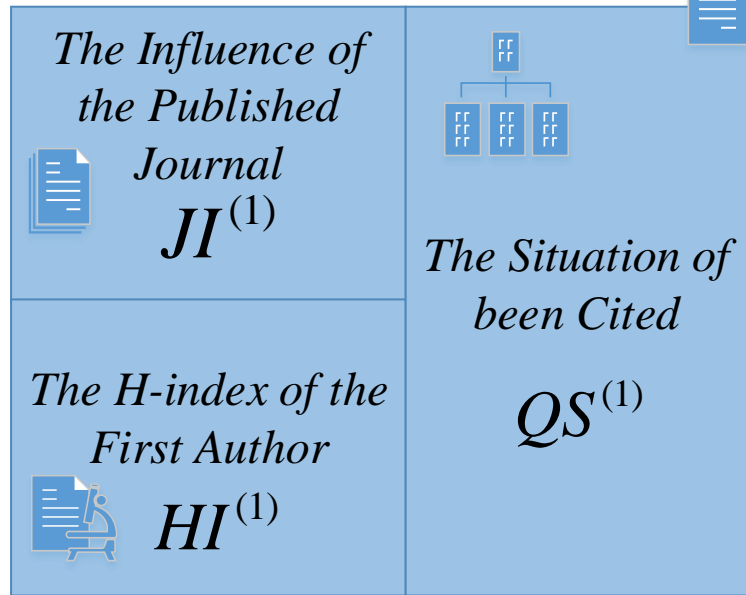 The Influence of
the Published
Journal
JI^(1)
The H-index of the
First Author
HI^(1)
The Situation of
been Cited
QS^(1)